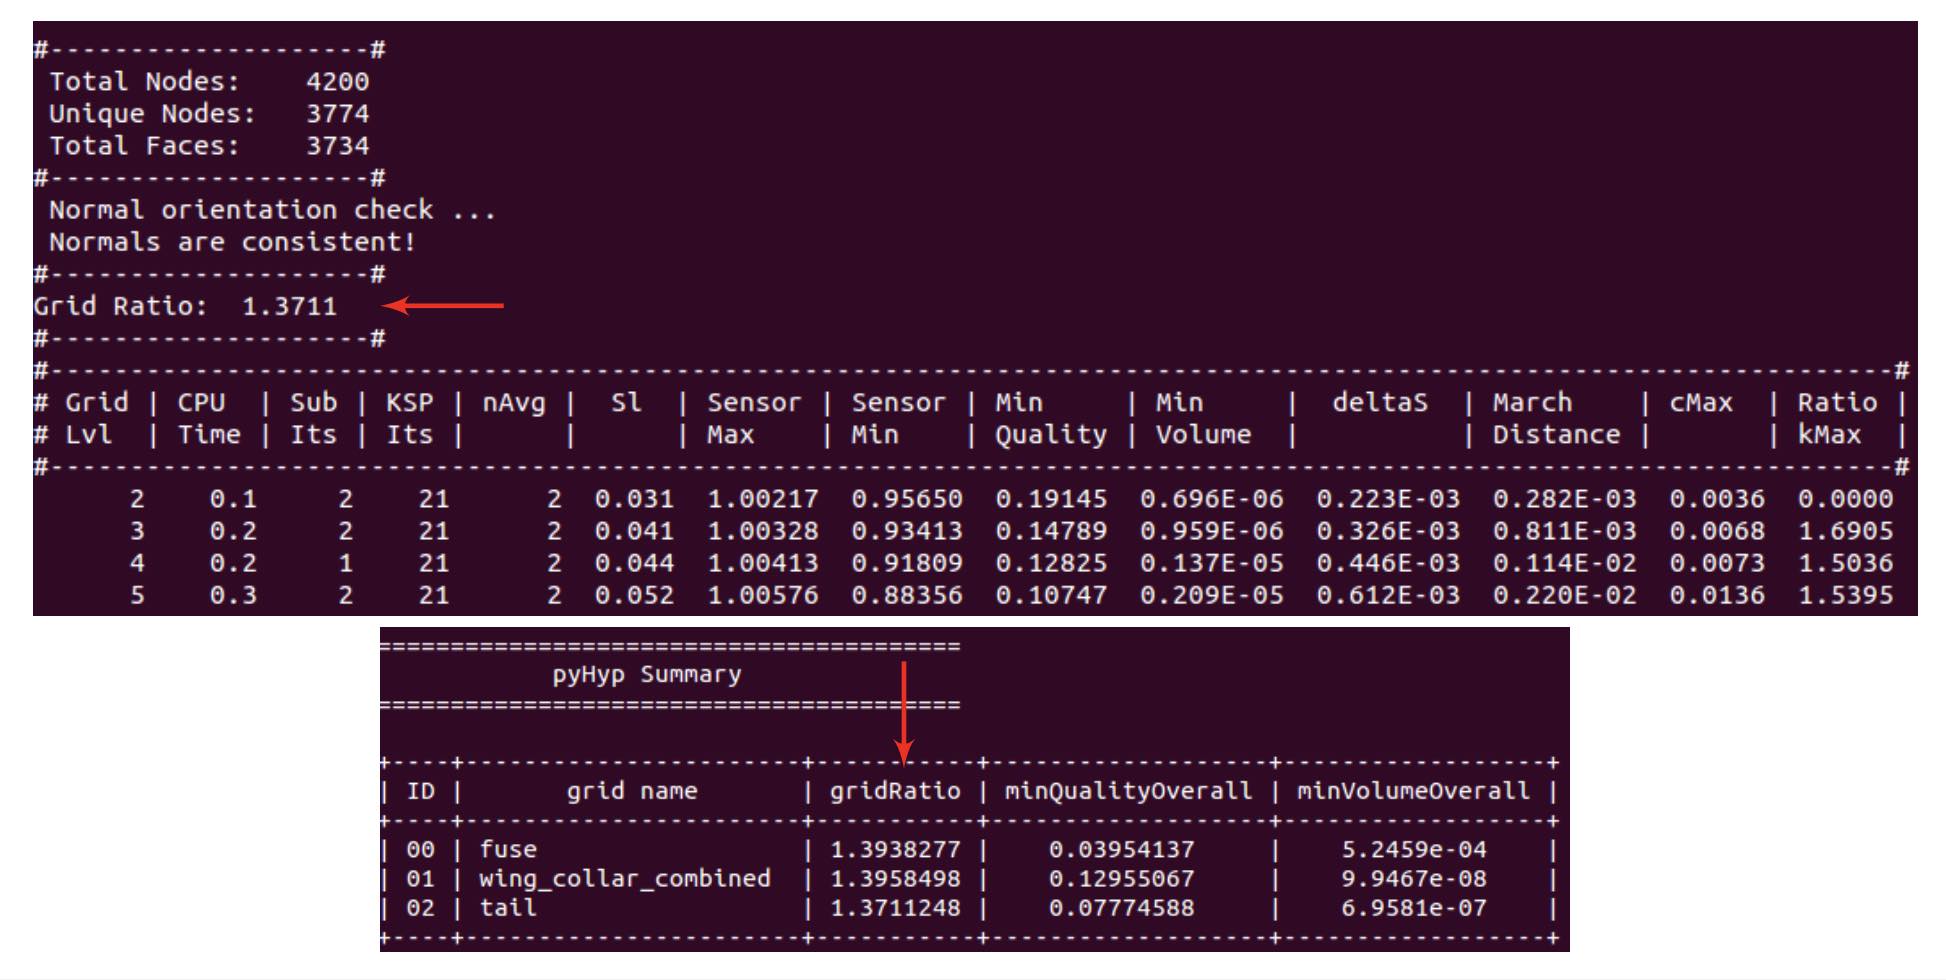 #--------------------#
Total Nodes: 4200
Unique Nodes: 3774
Total Faces: 3734
#--------------------#
Normal orientation check ...
Normals are consistent!
#--------------------#
Grid Ratio: 1.3711
#--------------------#
#-------------------------------------------------------------------------------------------------------------------#
# Grid | CPU | Sub | KSP | nAvg | Sl | Sensor | Sensor | Min | Min | deltaS | March | cMax | Ratio |
# Lvl | Time | Its | Its | | | Max | Min | Quality | Volume | | Distance | | kMax |
#-------------------------------------------------------------------------------------------------------------------#
2 0.1 2 21 2 0.031 1.00217 0.95650 0.19145 0.696E-06 0.223E-03 0.282E-03 0.0036 0.0000
3 0.2 2 21 2 0.041 1.00328 0.93413 0.14789 0.959E-06 0.326E-03 0.811E-03 0.0068 1.6905
4 0.2 1 21 2 0.044 1.00413 0.91809 0.12825 0.137E-05 0.446E-03 0.114E-02 0.0073 1.5036
5 0.3 2 21 2 0.052 1.00576 0.88356 0.10747 0.209E-05 0.612E-03 0.220E-02 0.0136 1.5395
========================================
pyHyp Summary
========================================
+----+-----------------------+-----------+-------------------+------------------+
| ID | grid name | gridRatio | minQualityOverall | minVolumeOverall |
+----+-----------------------+-----------+-------------------+------------------+
| 00 | fuse | 1.3938277 | 0.03954137 | 5.2459e-04 |
| 01 | wing_collar_combined | 1.3958498 | 0.12955067 | 9.9467e-08 |
| 02 | tail | 1.3711248 | 0.07774588 | 6.9581e-07 |
+----+-----------------------+-----------+-------------------+------------------+